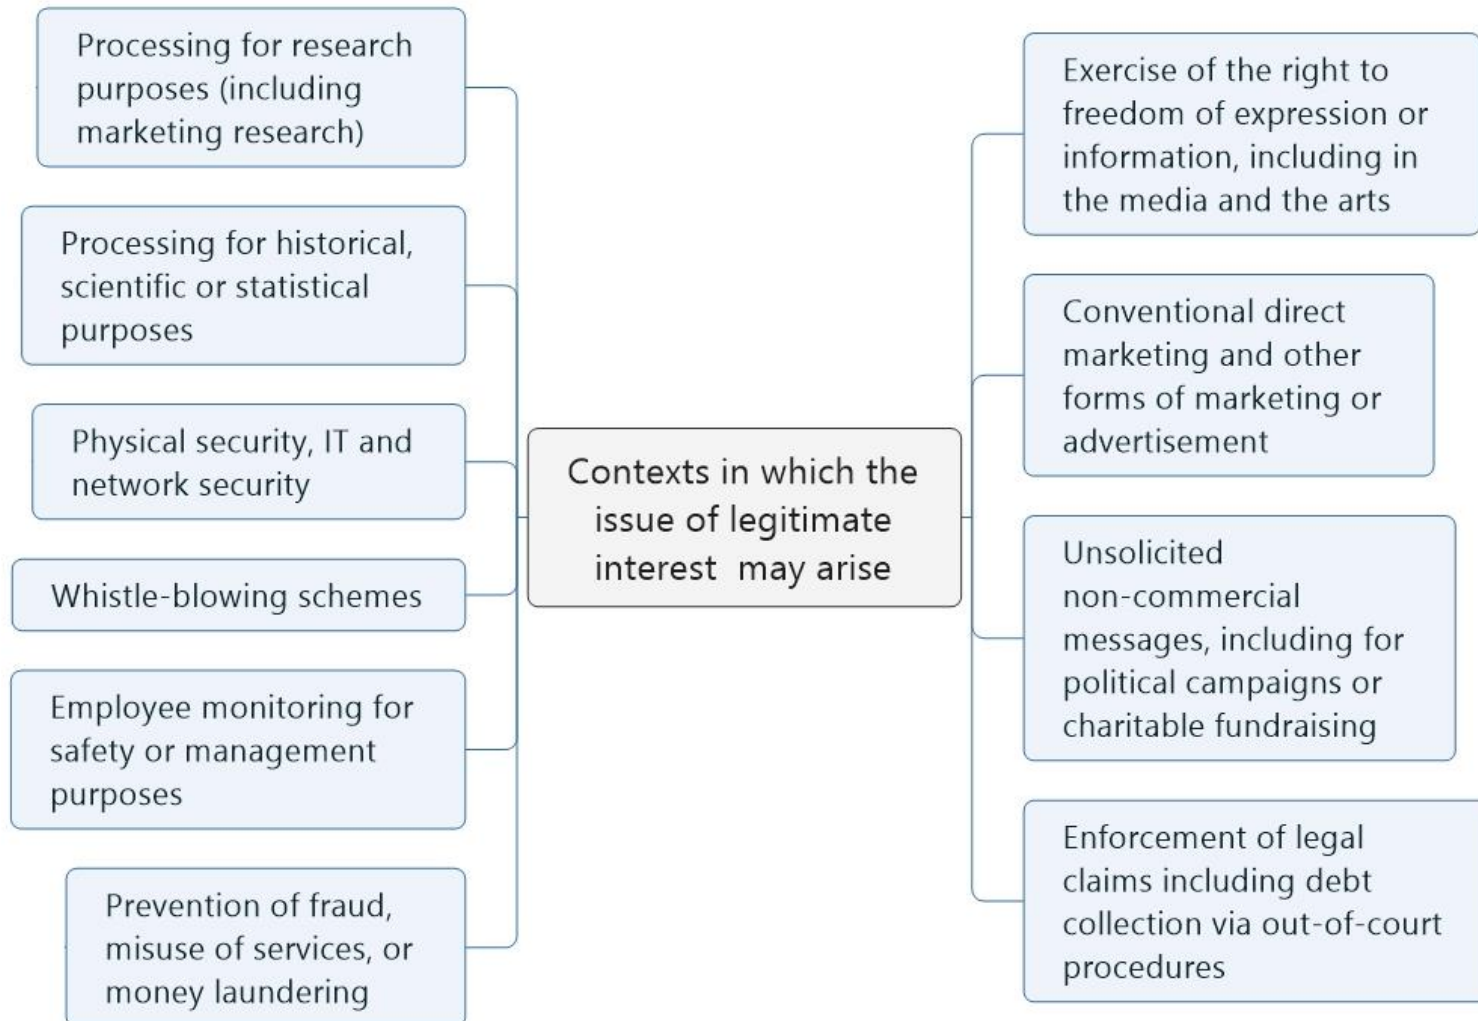 Processing for research
purposes (including
marketing research)
Processing for historical,
scientific or statistical
purposes
Physical security, IT and
network security
Whistle-blowing schemes
Employee monitoring for
safety or management
purposes
Prevention of fraud,
misuse of services, or
money laundering
Contexts in which the
issue of legitimate
interest may arise
Exercise of the right to
freedom of expression or
information, including in
the media and the arts
Conventional direct
marketing and other
forms of marketing or
advertisement
Unsolicited
non-commercial
messages, including for
political campaigns or
charitable fundraising
Enforcement of legal
claims including debt
collection via out-of-court
procedures